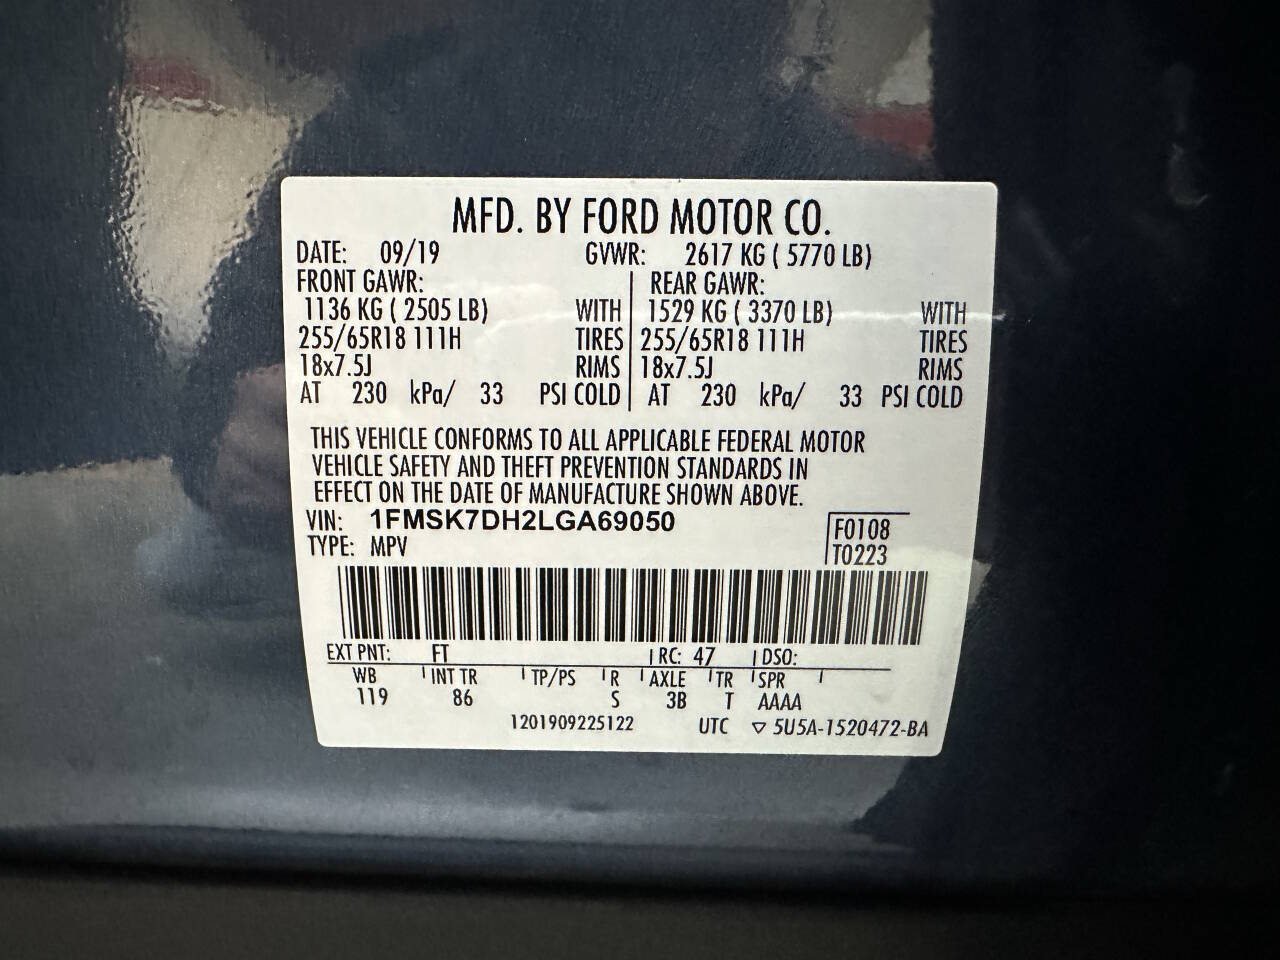 MFD. BY FORD MOTOR CO.
DATE: 09/19 GVWR: 2617 KG ( 5770 LB)
FRONT GAWR: REAR GAWR:
1136 KG ( 2505 LB) WITH 1529 KG ( 3370 LB) WITH
255/65R18 111H TIRES 255/65R18 111H TIRES
18x7.5J RIMS 18x7.5J RIMS
AT 230 kPa/ 33 PSI COLD AT 230 kPa/ 33 PSI COLD
THIS VEHICLE CONFORMS TO ALL APPLICABLE FEDERAL MOTOR
VEHICLE SAFETY AND THEFT PREVENTION STANDARDS IN
EFFECT ON THE DATE OF MANUFACTURE SHOWN ABOVE.
VIN: 1FMSK7DH2LGA69050 F0108
TYPE: MPV T0223
EXT PNT: FT RC: 47 DSO:
WB INT TR TP/PS R AXLE TR SPR
119 86 S 3B T AAAA
1201909225122 UTC ▽ 5U5A-1520472-BA